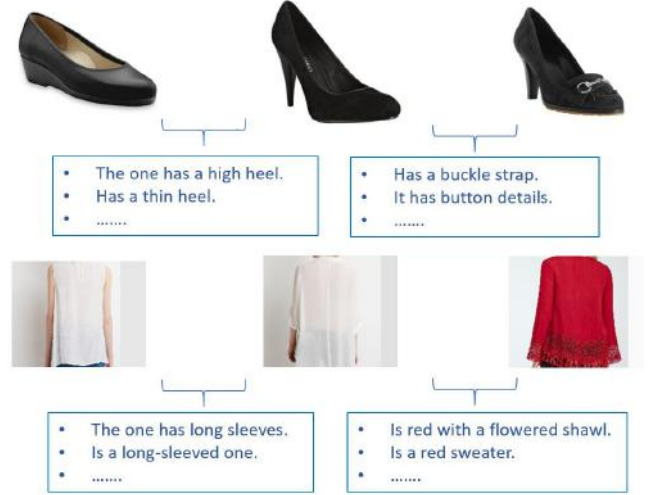 • The one has a high heel.
• Has a thin heel.
• .......
• Has a buckle strap.
• It has button details.
• .......
• The one has long sleeves.
• Is a long-sleeved one.
• .......
• Is red with a flowered shawl.
• Is a red sweater.
• .......